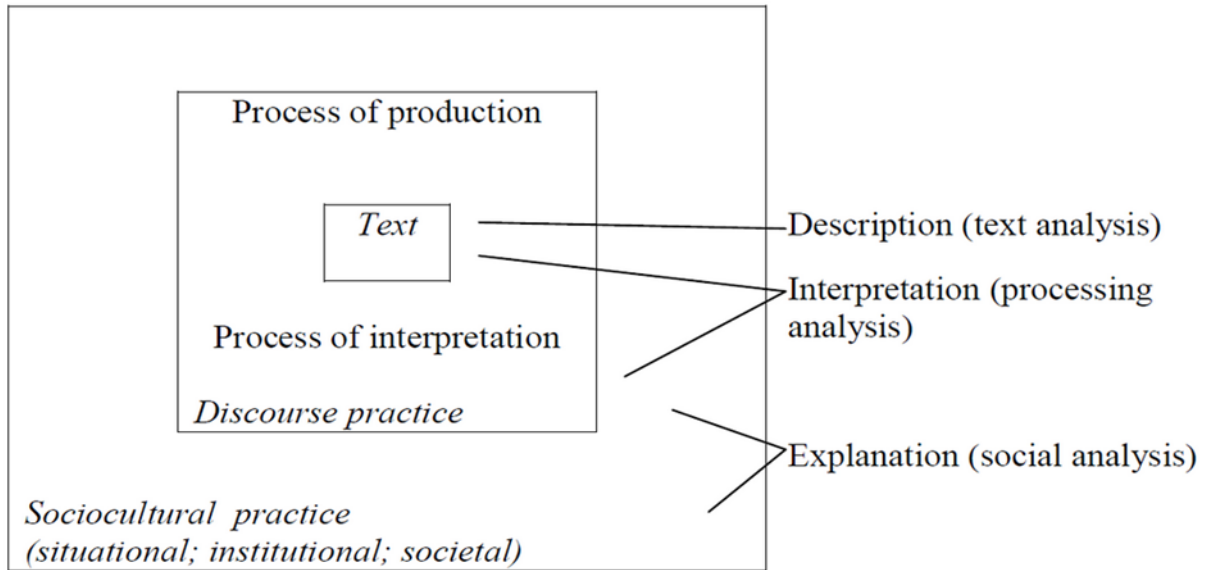 Process of production
Text
Description (text analysis)
Interpretation (processing
analysis)
Process of interpretation
Discourse practice
Explanation (social analysis)
Sociocultural practice
(situational; institutional; societal)